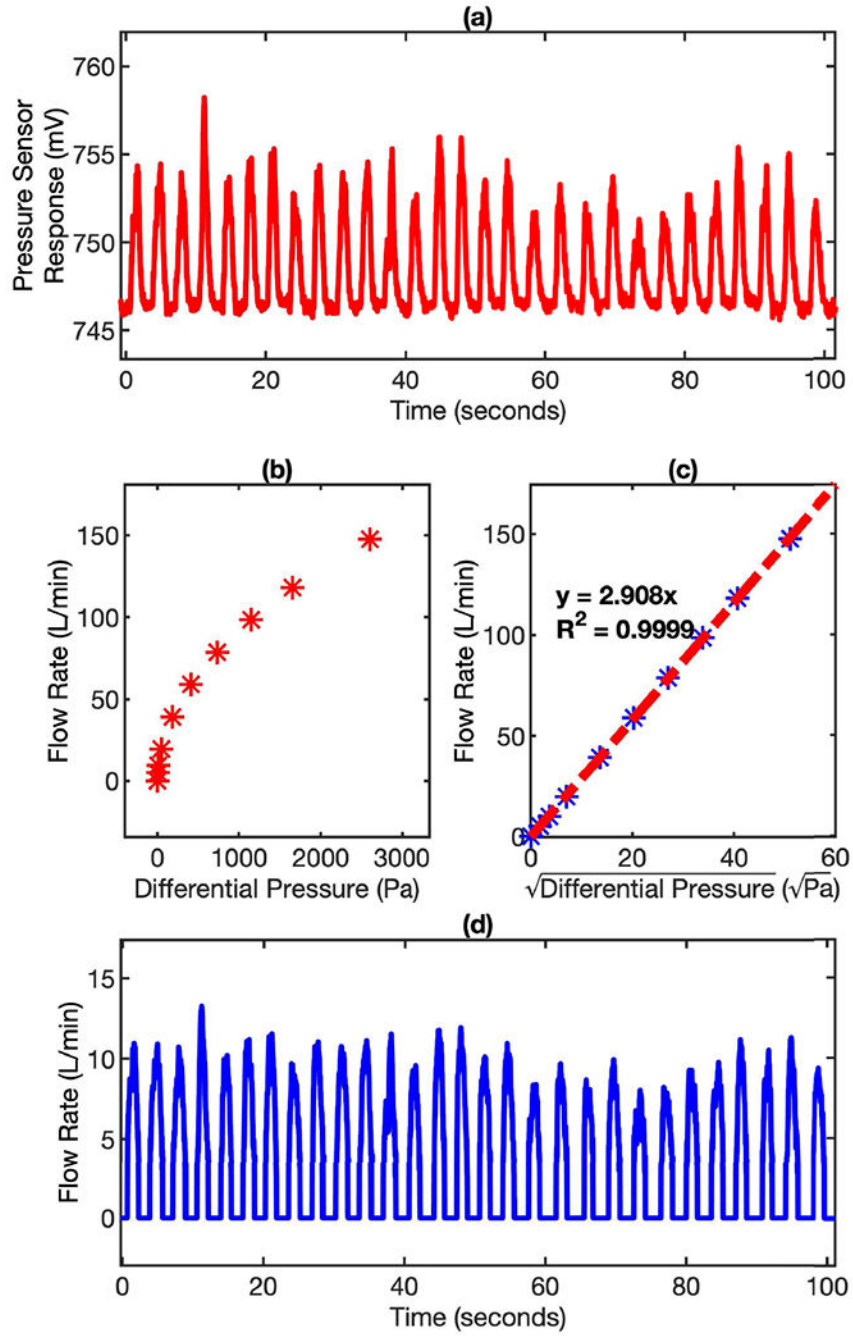 (a)
Pressure Sensor
Response (mV)
760
755
750
745
0 20 40 60 80 100
Time (seconds)
(b)
Flow Rate (L/min)
150
100
50
0
0 1000 2000 3000
Differential Pressure (Pa)
(c)
Flow Rate (L/min)
150
100
50
0
y = 2.908x
R² = 0.9999
0 20 40 60
√Differential Pressure (√Pa)
(d)
Flow Rate (L/min)
15
10
5
0
0 20 40 60 80 100
Time (seconds)